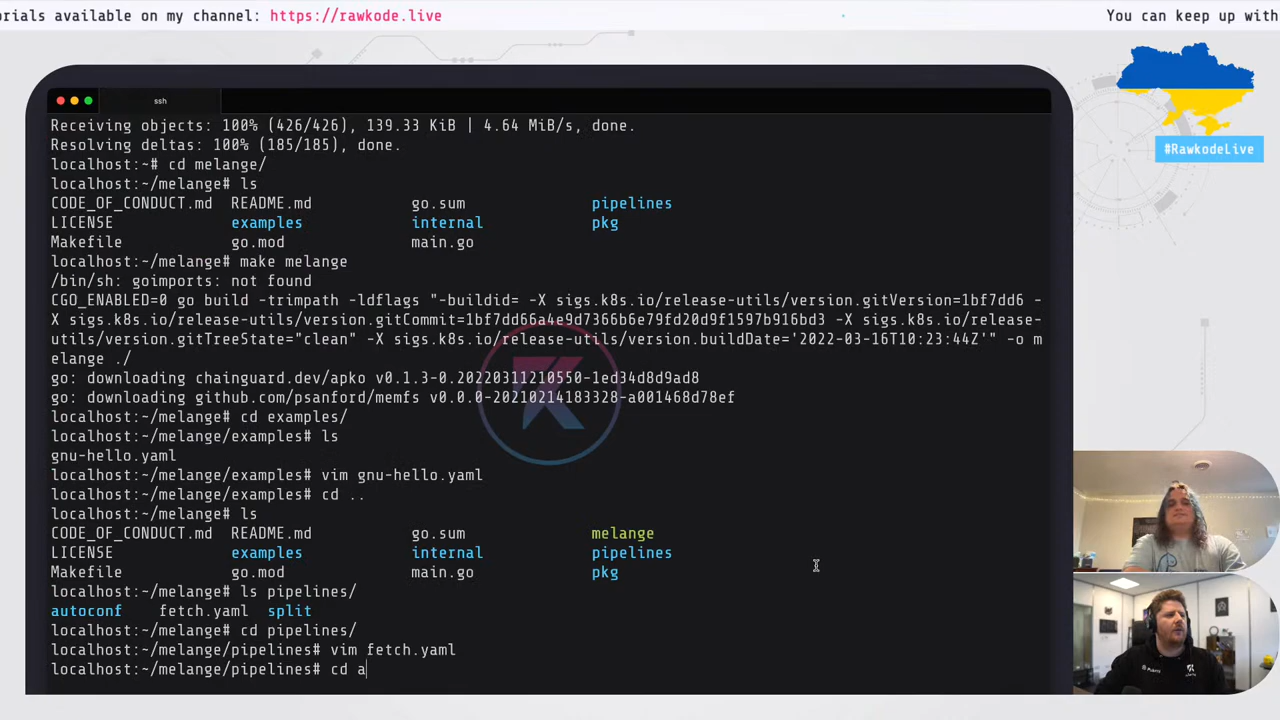 orials available on my channel: https://rawkode.live
You can keep up with
#RawkodeLive
ssh
Receiving objects: 100% (426/426), 139.33 KiB | 4.64 MiB/s, done.
Resolving deltas: 100% (185/185), done.
localhost:~# cd melange/
localhost:~/melange# ls
CODE_OF_CONDUCT.md README.md go.sum pipelines
LICENSE examples internal pkg
Makefile go.mod main.go
localhost:~/melange# make melange
/bin/sh: goimports: not found
CGO_ENABLED=0 go build -trimpath -ldflags "-buildid= -X sigs.k8s.io/release-utils/version.gitVersion=1bf7dd6 -
X sigs.k8s.io/release-utils/version.gitCommit=1bf7dd66a4e9d7366b6e79fd20d9f1597b916bd3 -X sigs.k8s.io/release-
utils/version.gitTreeState="clean" -X sigs.k8s.io/release-utils/version.buildDate='2022-03-16T10:23:44Z'" -o m
elange ./
go: downloading chainguard.dev/apko v0.1.3-0.20220311210550-1ed34d8d9ad8
go: downloading github.com/psanford/memfs v0.0.0-20210214183328-a001468d78ef
localhost:~/melange# cd examples/
localhost:~/melange/examples# ls
gnu-hello.yaml
localhost:~/melange/examples# vim gnu-hello.yaml
localhost:~/melange/examples# cd ..
localhost:~/melange# ls
CODE_OF_CONDUCT.md README.md go.sum melange
LICENSE examples internal pipelines
Makefile go.mod main.go pkg
localhost:~/melange# ls pipelines/
autoconf fetch.yaml split
localhost:~/melange# cd pipelines/
localhost:~/melange/pipelines# vim fetch.yaml
localhost:~/melange/pipelines# cd a